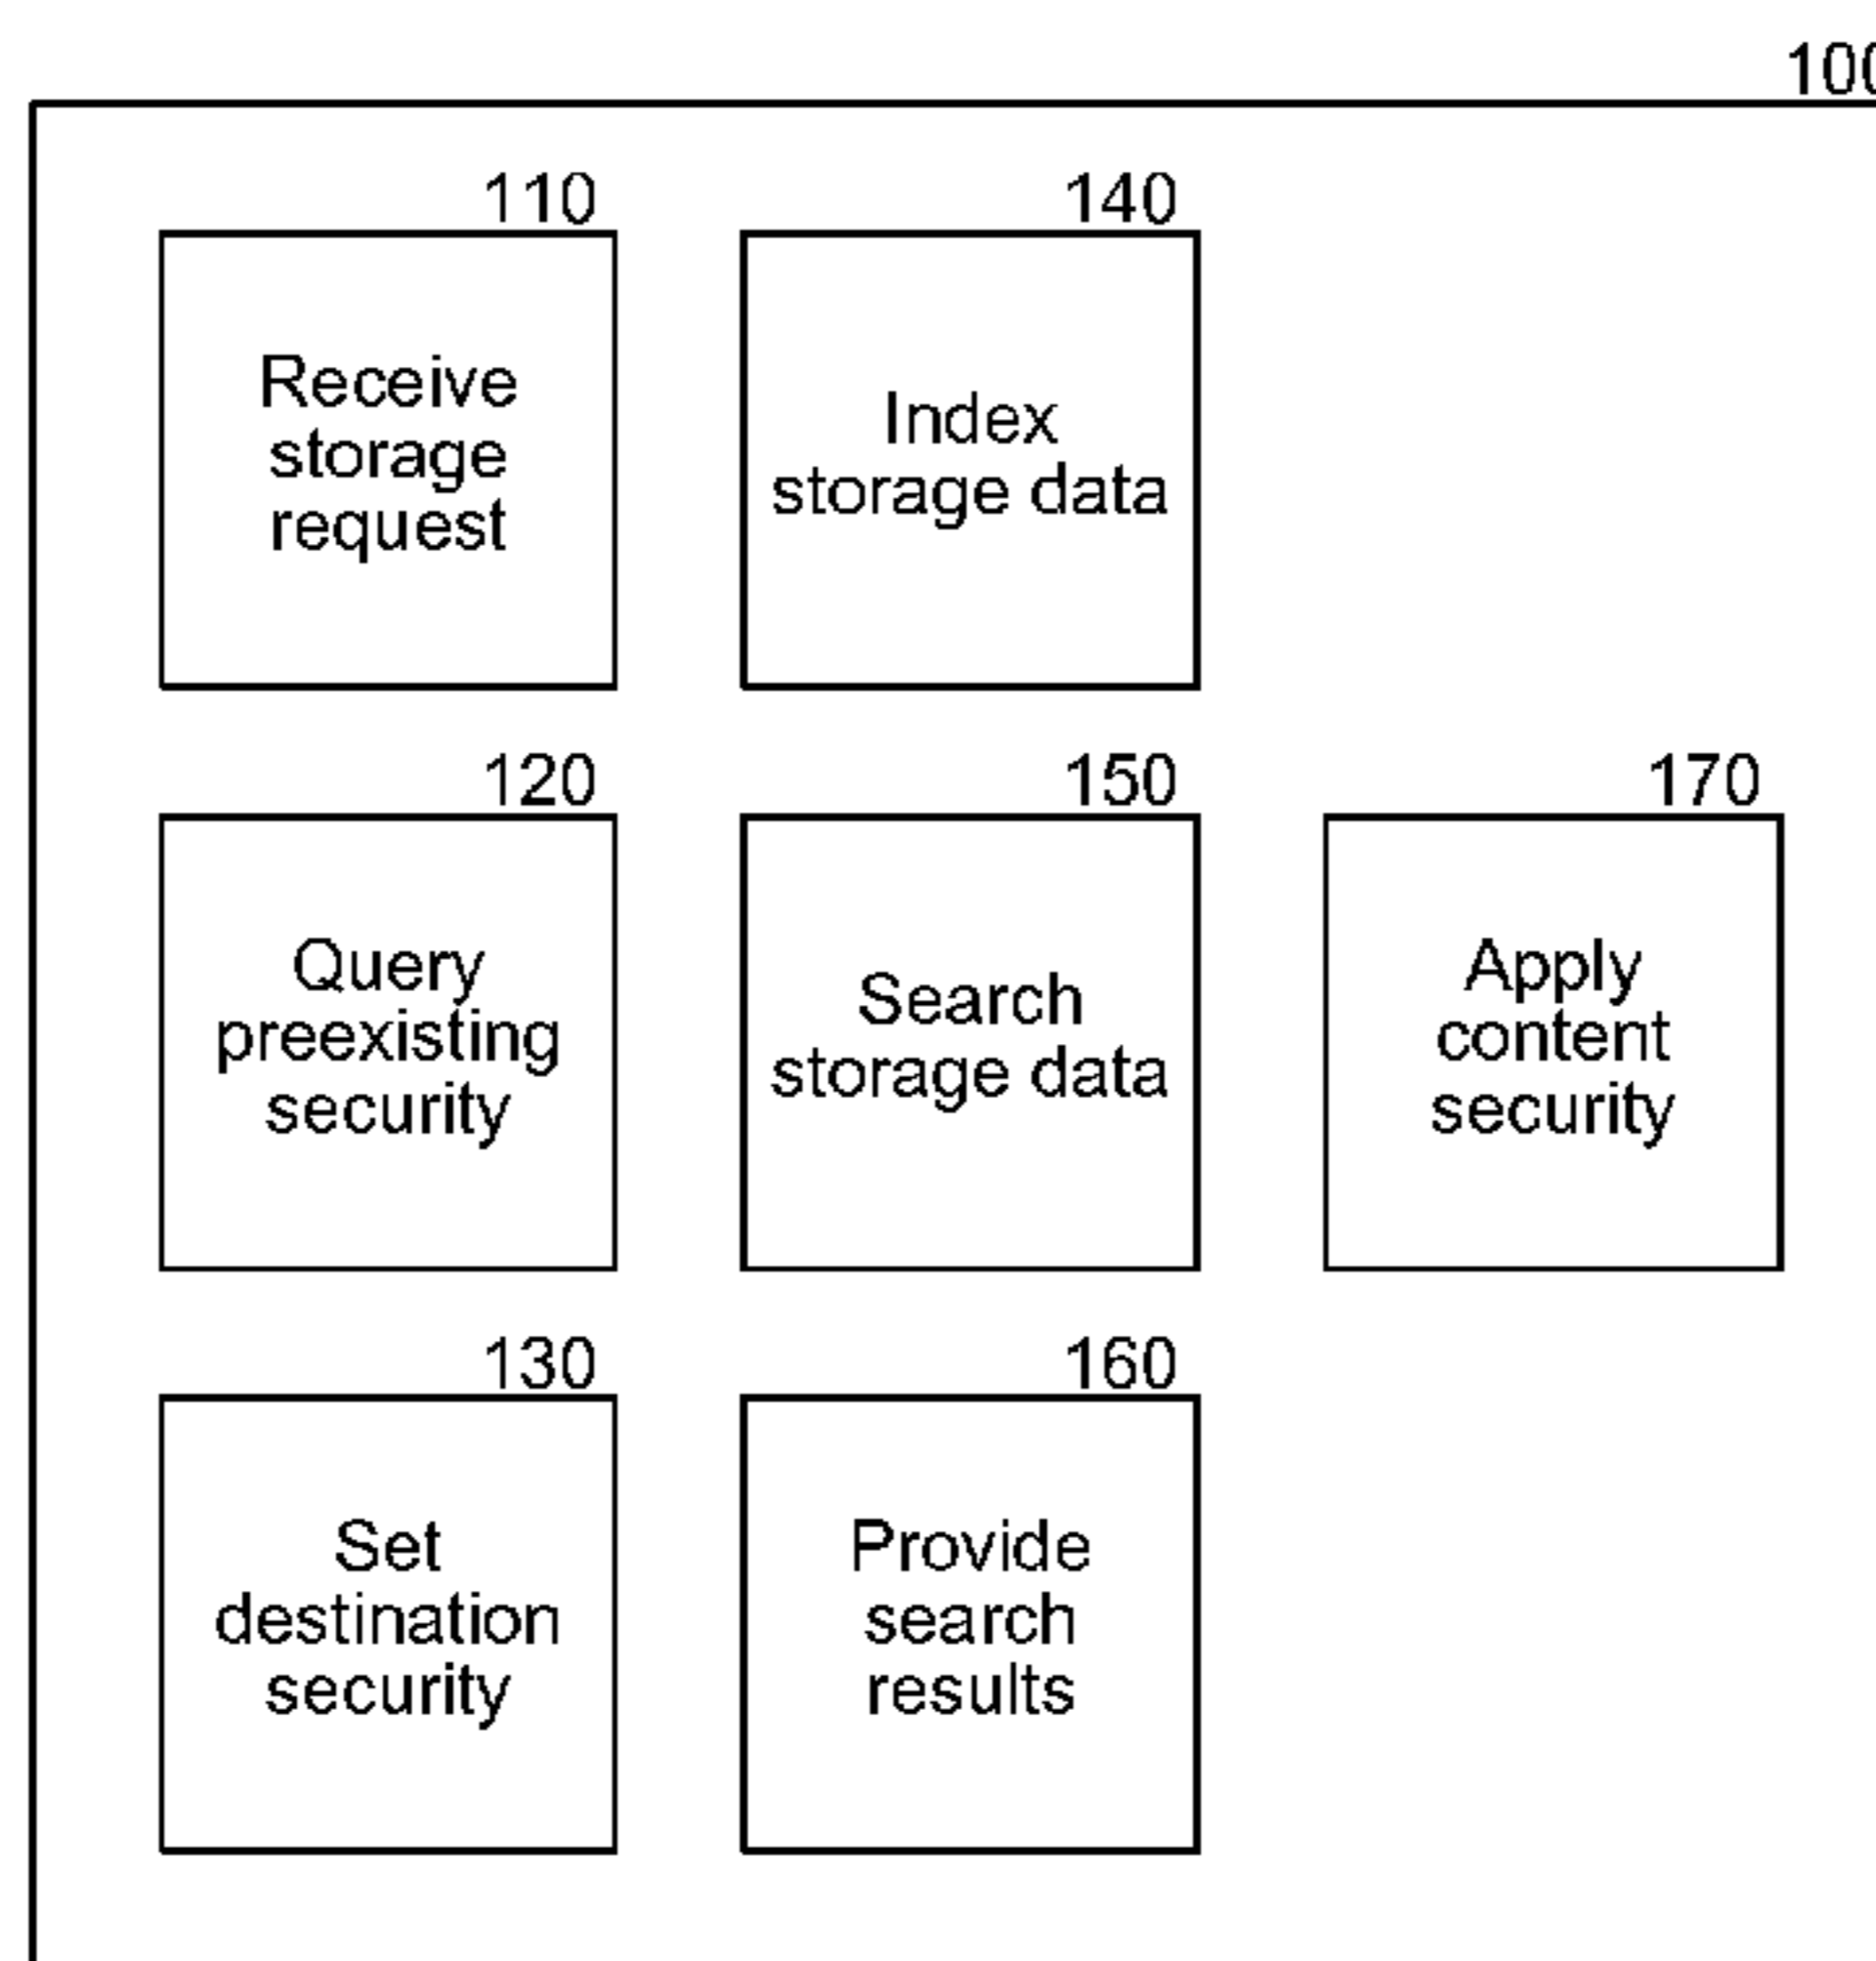 100
110
Receive
storage
request
140
Index
storage data
120
Query
preexisting
security
150
Search
storage data
170
Apply
content
security
130
Set
destination
security
160
Provide
search
results